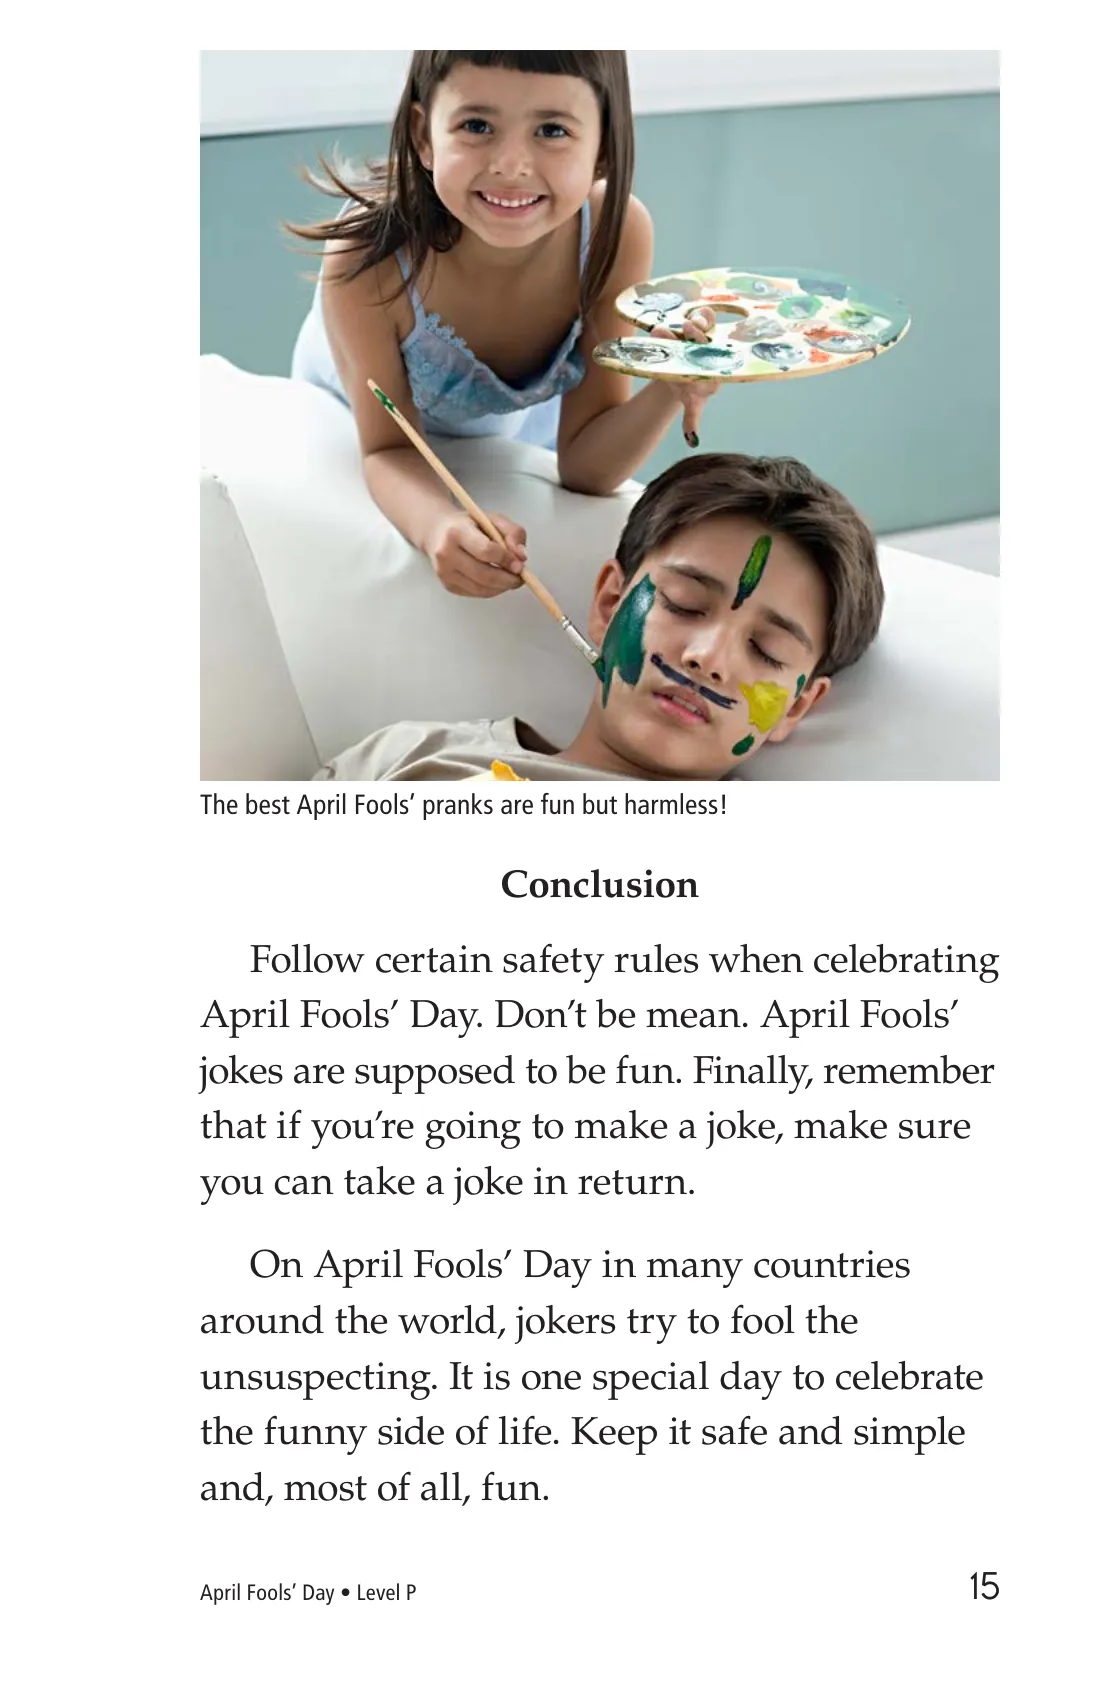 The best April Fools’ pranks are fun but harmless!
Conclusion
Follow certain safety rules when celebrating
April Fools’ Day. Don’t be mean. April Fools’
jokes are supposed to be fun. Finally, remember
that if you’re going to make a joke, make sure
you can take a joke in return.
On April Fools’ Day in many countries
around the world, jokers try to fool the
unsuspecting. It is one special day to celebrate
the funny side of life. Keep it safe and simple
and, most of all, fun.
April Fools’ Day • Level P
15